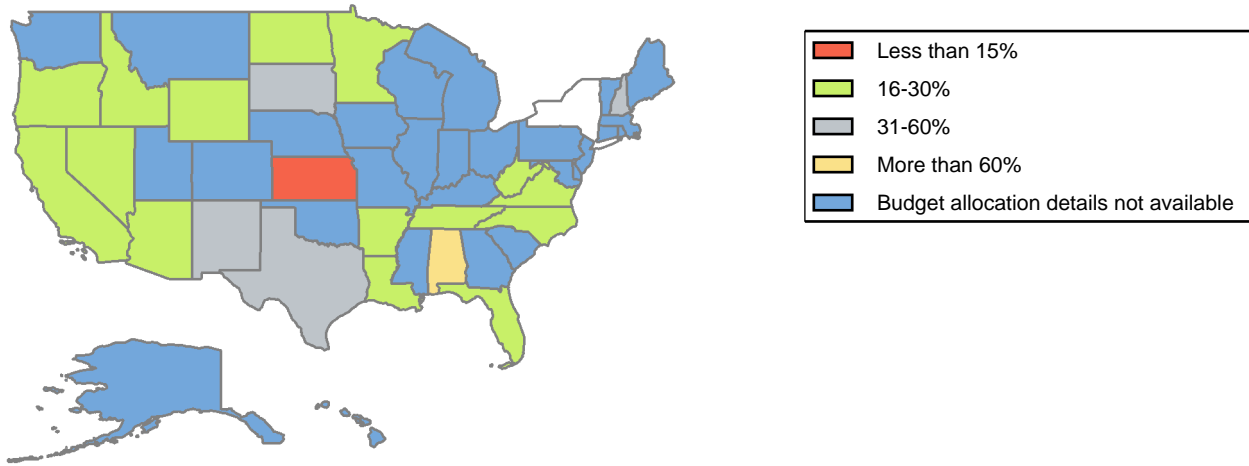 Less than 15%
16-30%
31-60%
More than 60%
Budget allocation details not available